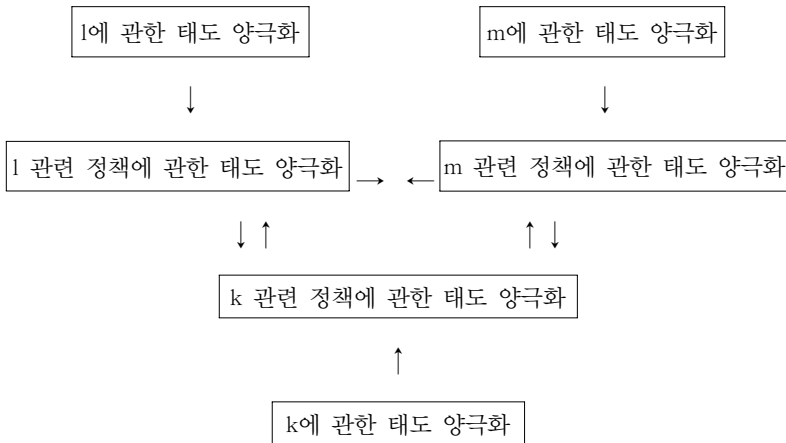 l에 관한 태도 양극화
m에 관한 태도 양극화
↓ ↓
l 관련 정책에 관한 태도 양극화 → ← m 관련 정책에 관한 태도 양극화
↓ ↑ ↑ ↓
k 관련 정책에 관한 태도 양극화
↑
k에 관한 태도 양극화